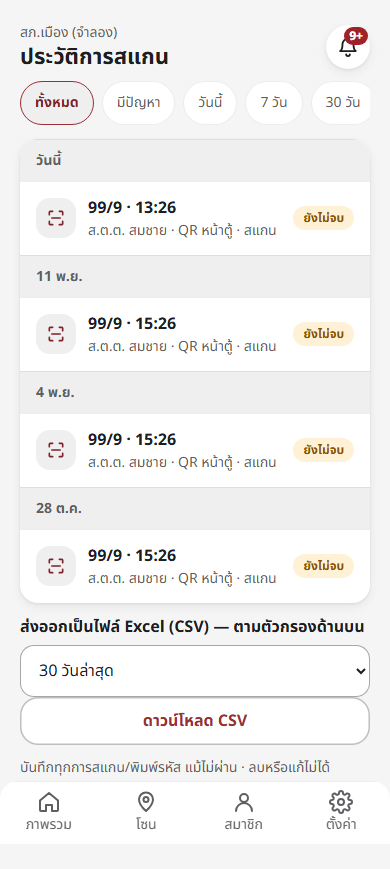 สภ.เมือง (จำลอง)
ประวัติการสแกน
9+
ทั้งหมด
มีปัญหา
วันนี้
7 วัน
30 วัน
วันนี้
99/9 · 13:26
ส.ต.ต. สมชาย · QR หน้าตู้ · สแกน
ยังไม่จบ
11 พ.ย.
99/9 · 15:26
ส.ต.ต. สมชาย · QR หน้าตู้ · สแกน
ยังไม่จบ
4 พ.ย.
99/9 · 15:26
ส.ต.ต. สมชาย · QR หน้าตู้ · สแกน
ยังไม่จบ
28 ต.ค.
99/9 · 15:26
ส.ต.ต. สมชาย · QR หน้าตู้ · สแกน
ยังไม่จบ
ส่งออกเป็นไฟล์ Excel (CSV) — ตามตัวกรองด้านบน
30 วันล่าสุด
ดาวน์โหลด CSV
บันทึกทุกการสแกน/พิมพ์รหัส แม้ไม่ผ่าน · ลบหรือแก้ไม่ได้
ภาพรวม
โซน
สมาชิก
ตั้งค่า